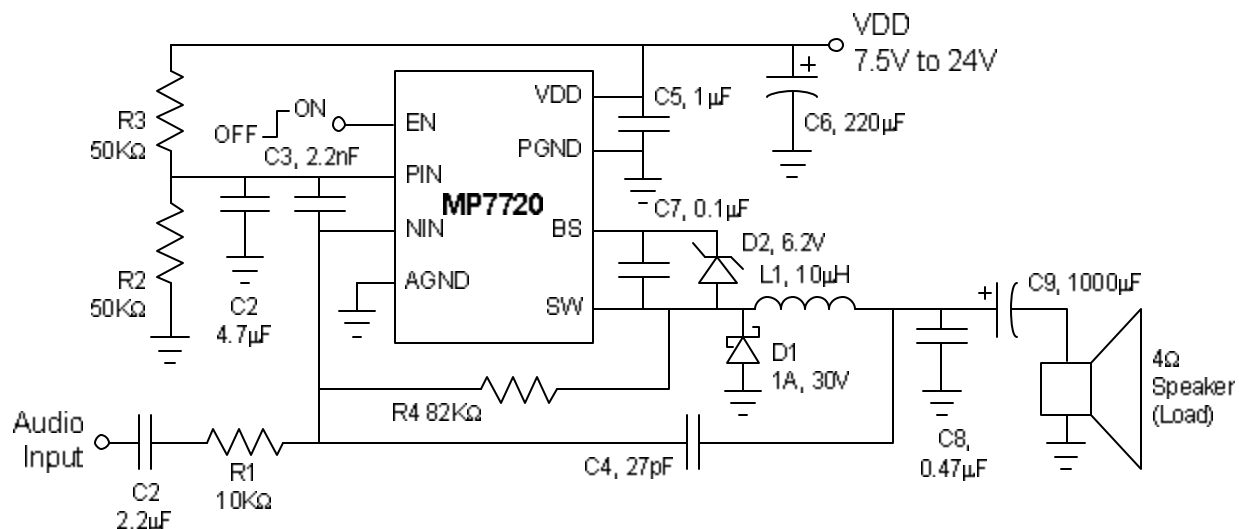 VDD
7.5V to 24V
R3
50KΩ
OFF
ON
C3, 2.2nF
EN
PIN
NIN
AGND
MP7720
VDD
PGND
BS
SW
C5, 1µF
C6, 220µF
C7, 0.1µF
D2, 6.2V
L1, 10µH
+
+
C9, 1000µF
R2
50KΩ
C2
4.7µF
D1
1A, 30V
4Ω
Speaker
(Load)
R4 82KΩ
Audio
Input
C2
2.2µF
R1
10KΩ
C4, 27pF
C8,
0.47µF